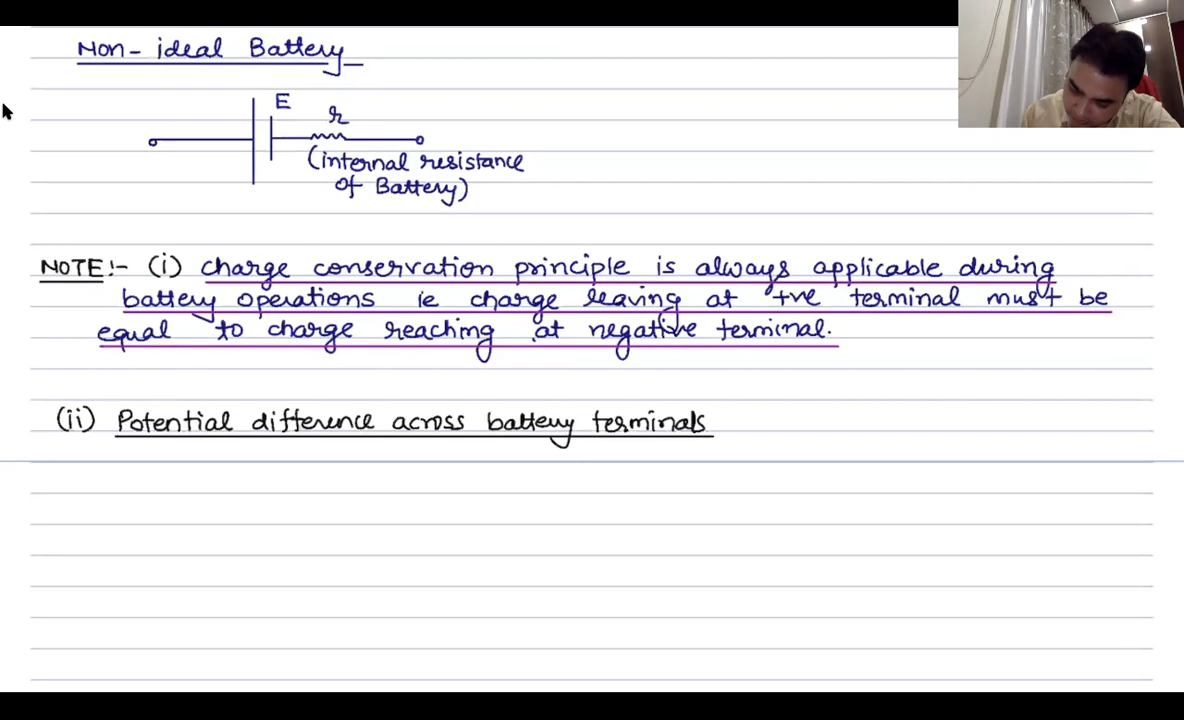 Non-ideal Battery
E
r
(internal resistance
of Battery)
NOTE:- (i) charge conservation principle is always applicable during
battery operations ie charge leaving at +ve terminal must be
equal to charge reaching at negative terminal.
(ii) Potential difference across battery terminals